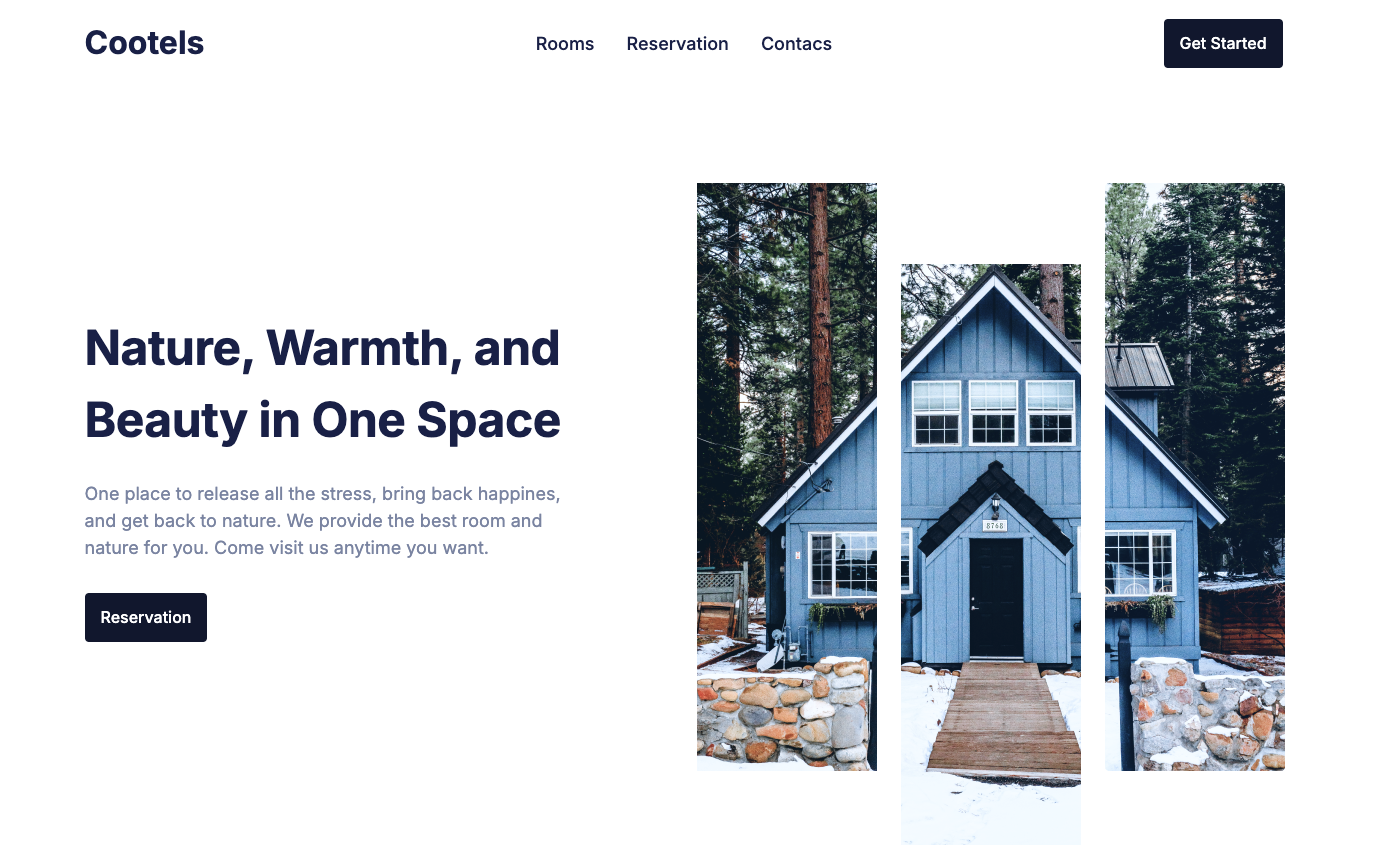 Cootels
Rooms
Reservation
Contacs
Get Started
Nature, Warmth, and
Beauty in One Space
One place to release all the stress, bring back happines,
and get back to nature. We provide the best room and
nature for you. Come visit us anytime you want.
Reservation
8768